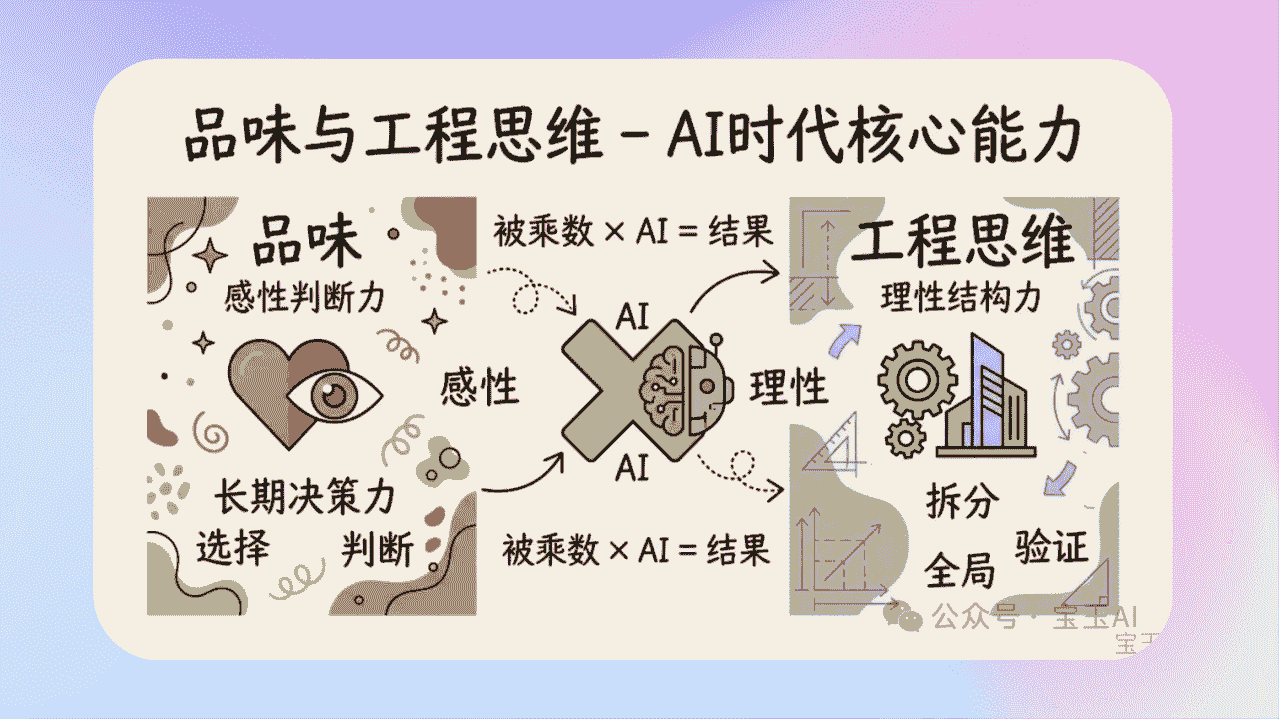 品味与工程思维 – AI时代核心能力
品味
感性判断力
长期决策力
选择
判断
被乘数 × AI = 结果
AI
感性
理性
AI
被乘数 × AI = 结果
工程思维
理性结构力
拆分
验证
全局
公众号 · 宝玉AI
宝玉